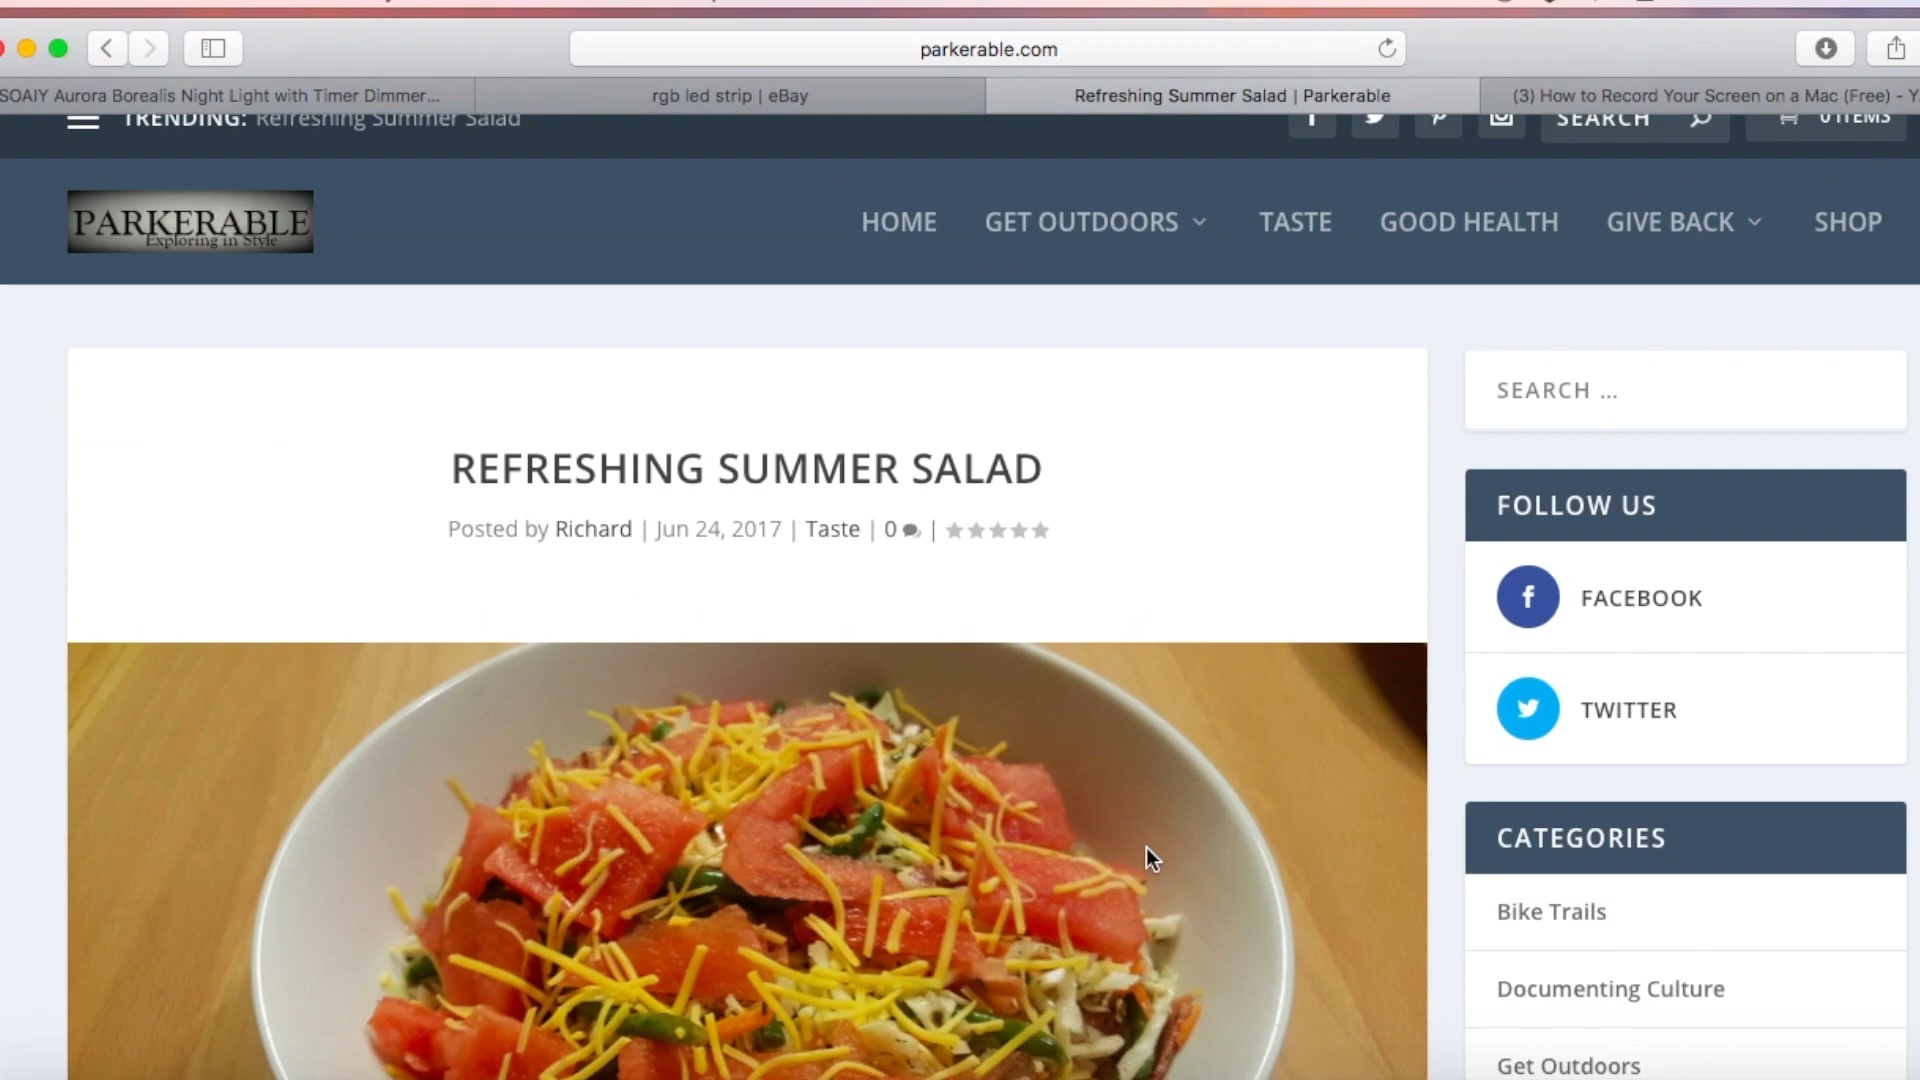 parkerable.com
SOAIY Aurora Borealis Night Light with Timer Dimmer...
rgb led strip | eBay
Refreshing Summer Salad | Parkerable
(3) How to Record Your Screen on a Mac (Free) - Y
TRENDING: Refreshing Summer Salad
SEARCH
0 ITEMS
PARKERABLE
Exploring in Style
HOME
GET OUTDOORS
TASTE
GOOD HEALTH
GIVE BACK
SHOP
REFRESHING SUMMER SALAD
Posted by Richard | Jun 24, 2017 | Taste | 0 |
SEARCH ...
FOLLOW US
FACEBOOK
TWITTER
CATEGORIES
Bike Trails
Documenting Culture
Get Outdoors